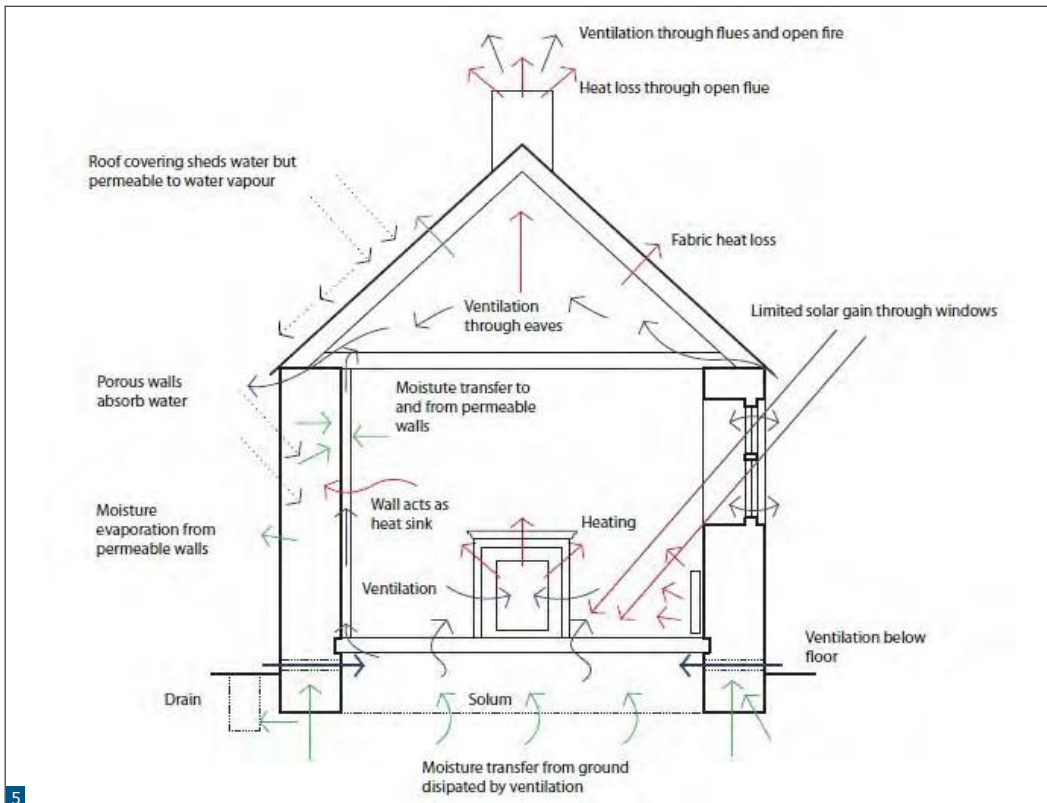 Ventilation through flues and open fire
Heat loss through open flue
Roof covering sheds water but
permeable to water vapour
Fabric heat loss
Ventilation
through eaves
Limited solar gain through windows
Porous walls
absorb water
Moistute transfer to
and from permeable
walls
Wall acts as
heat sink
Moisture
evaporation from
permeable walls
Heating
Ventilation
Ventilation below
floor
Drain
Solum
Moisture transfer from ground
disipated by ventilation
5